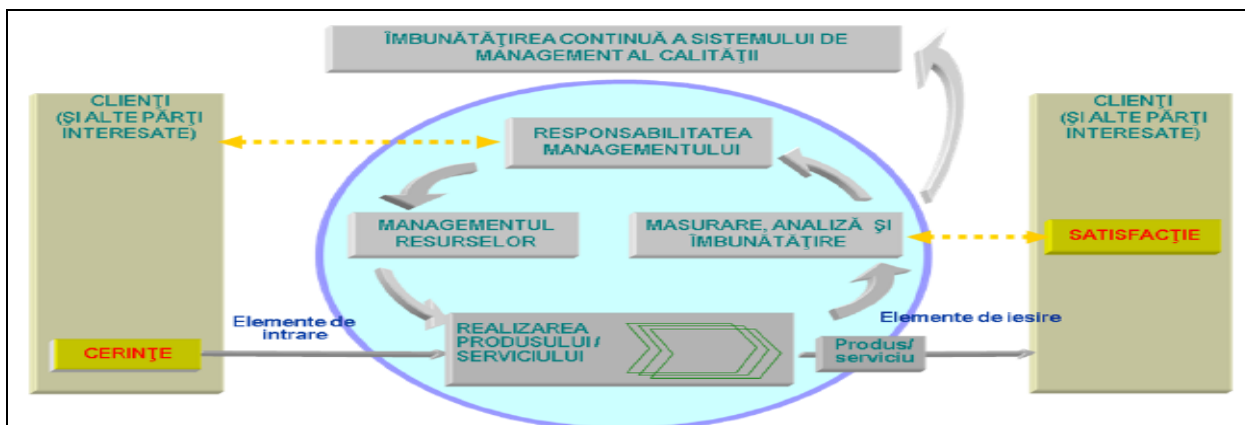 ÎMBUNĂTĂŢIREA CONTINUĂ A SISTEMULUI DE
MANAGEMENT AL CALITĂŢII
CLIENŢI
(ŞI ALTE PĂRŢI
INTERESATE)
CLIENŢI
(ŞI ALTE PĂRŢI
INTERESATE)
RESPONSABILITATEA
MANAGEMENTULUI
MANAGEMENTUL
RESURSELOR
MASURARE, ANALIZĂ ŞI
ÎMBUNĂTĂŢIRE
SATISFACŢIE
Elemente de
intrare
Elemente de iesire
CERINŢE
REALIZAREA
PRODUSULUI/
SERVICIULUI
Produs/
serviciu